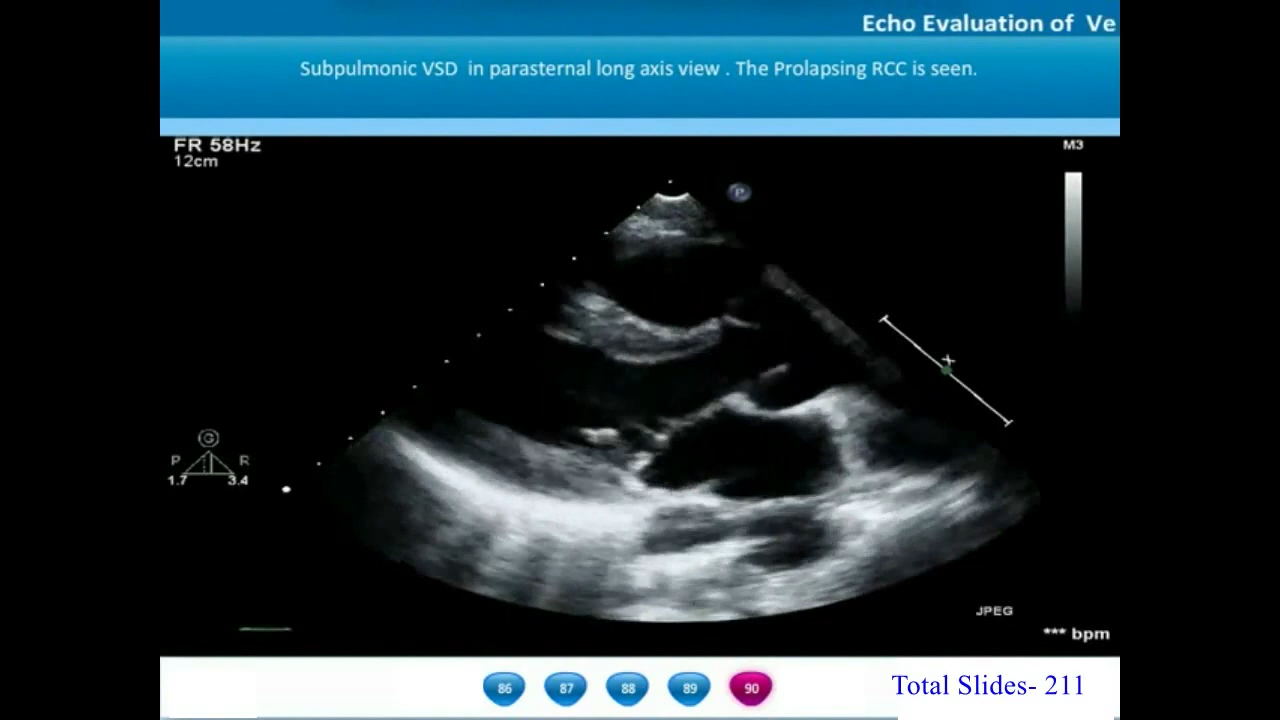 Echo Evaluation of Ve
Subpulmonic VSD in parasternal long axis view . The Prolapsing RCC is seen.
FR 58Hz
12cm
M3
P
G
P R
1.7 3.4
JPEG
*** bpm
86 87 88 89 90
Total Slides- 211